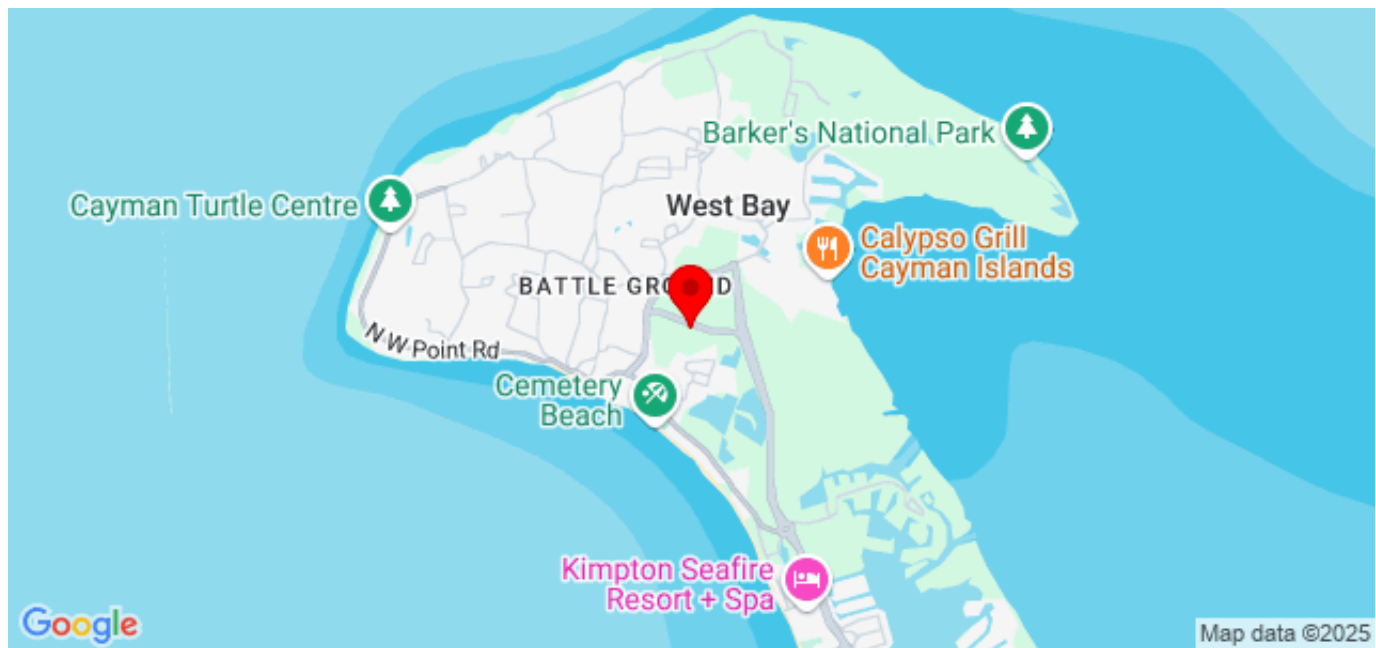 Barker's National Park
Cayman Turtle Centre
West Bay
Calypso Grill
Cayman Islands
BATTLE GROUND
N W Point Rd
Cemetery
Beach
Kimpton Seafire
Resort + Spa
Google
Map data ©2025